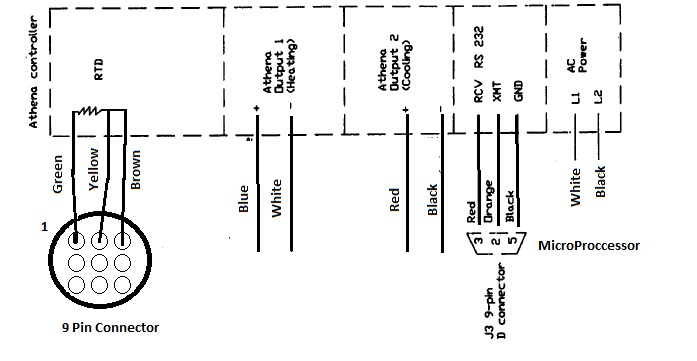 Athena controller
RTD
Athena
Output 1
(Heating)
+
-
Athena
Output 2
(Cooling)
+
-
RS 232
RCV
XMT
GND
AC
Power
L1
L2
Green
Yellow
Brown
Blue
White
Red
Black
Red
Orange
Black
White
Black
1
3 2 5
MicroProccessor
J3 9-pin
D connector
9 Pin Connector